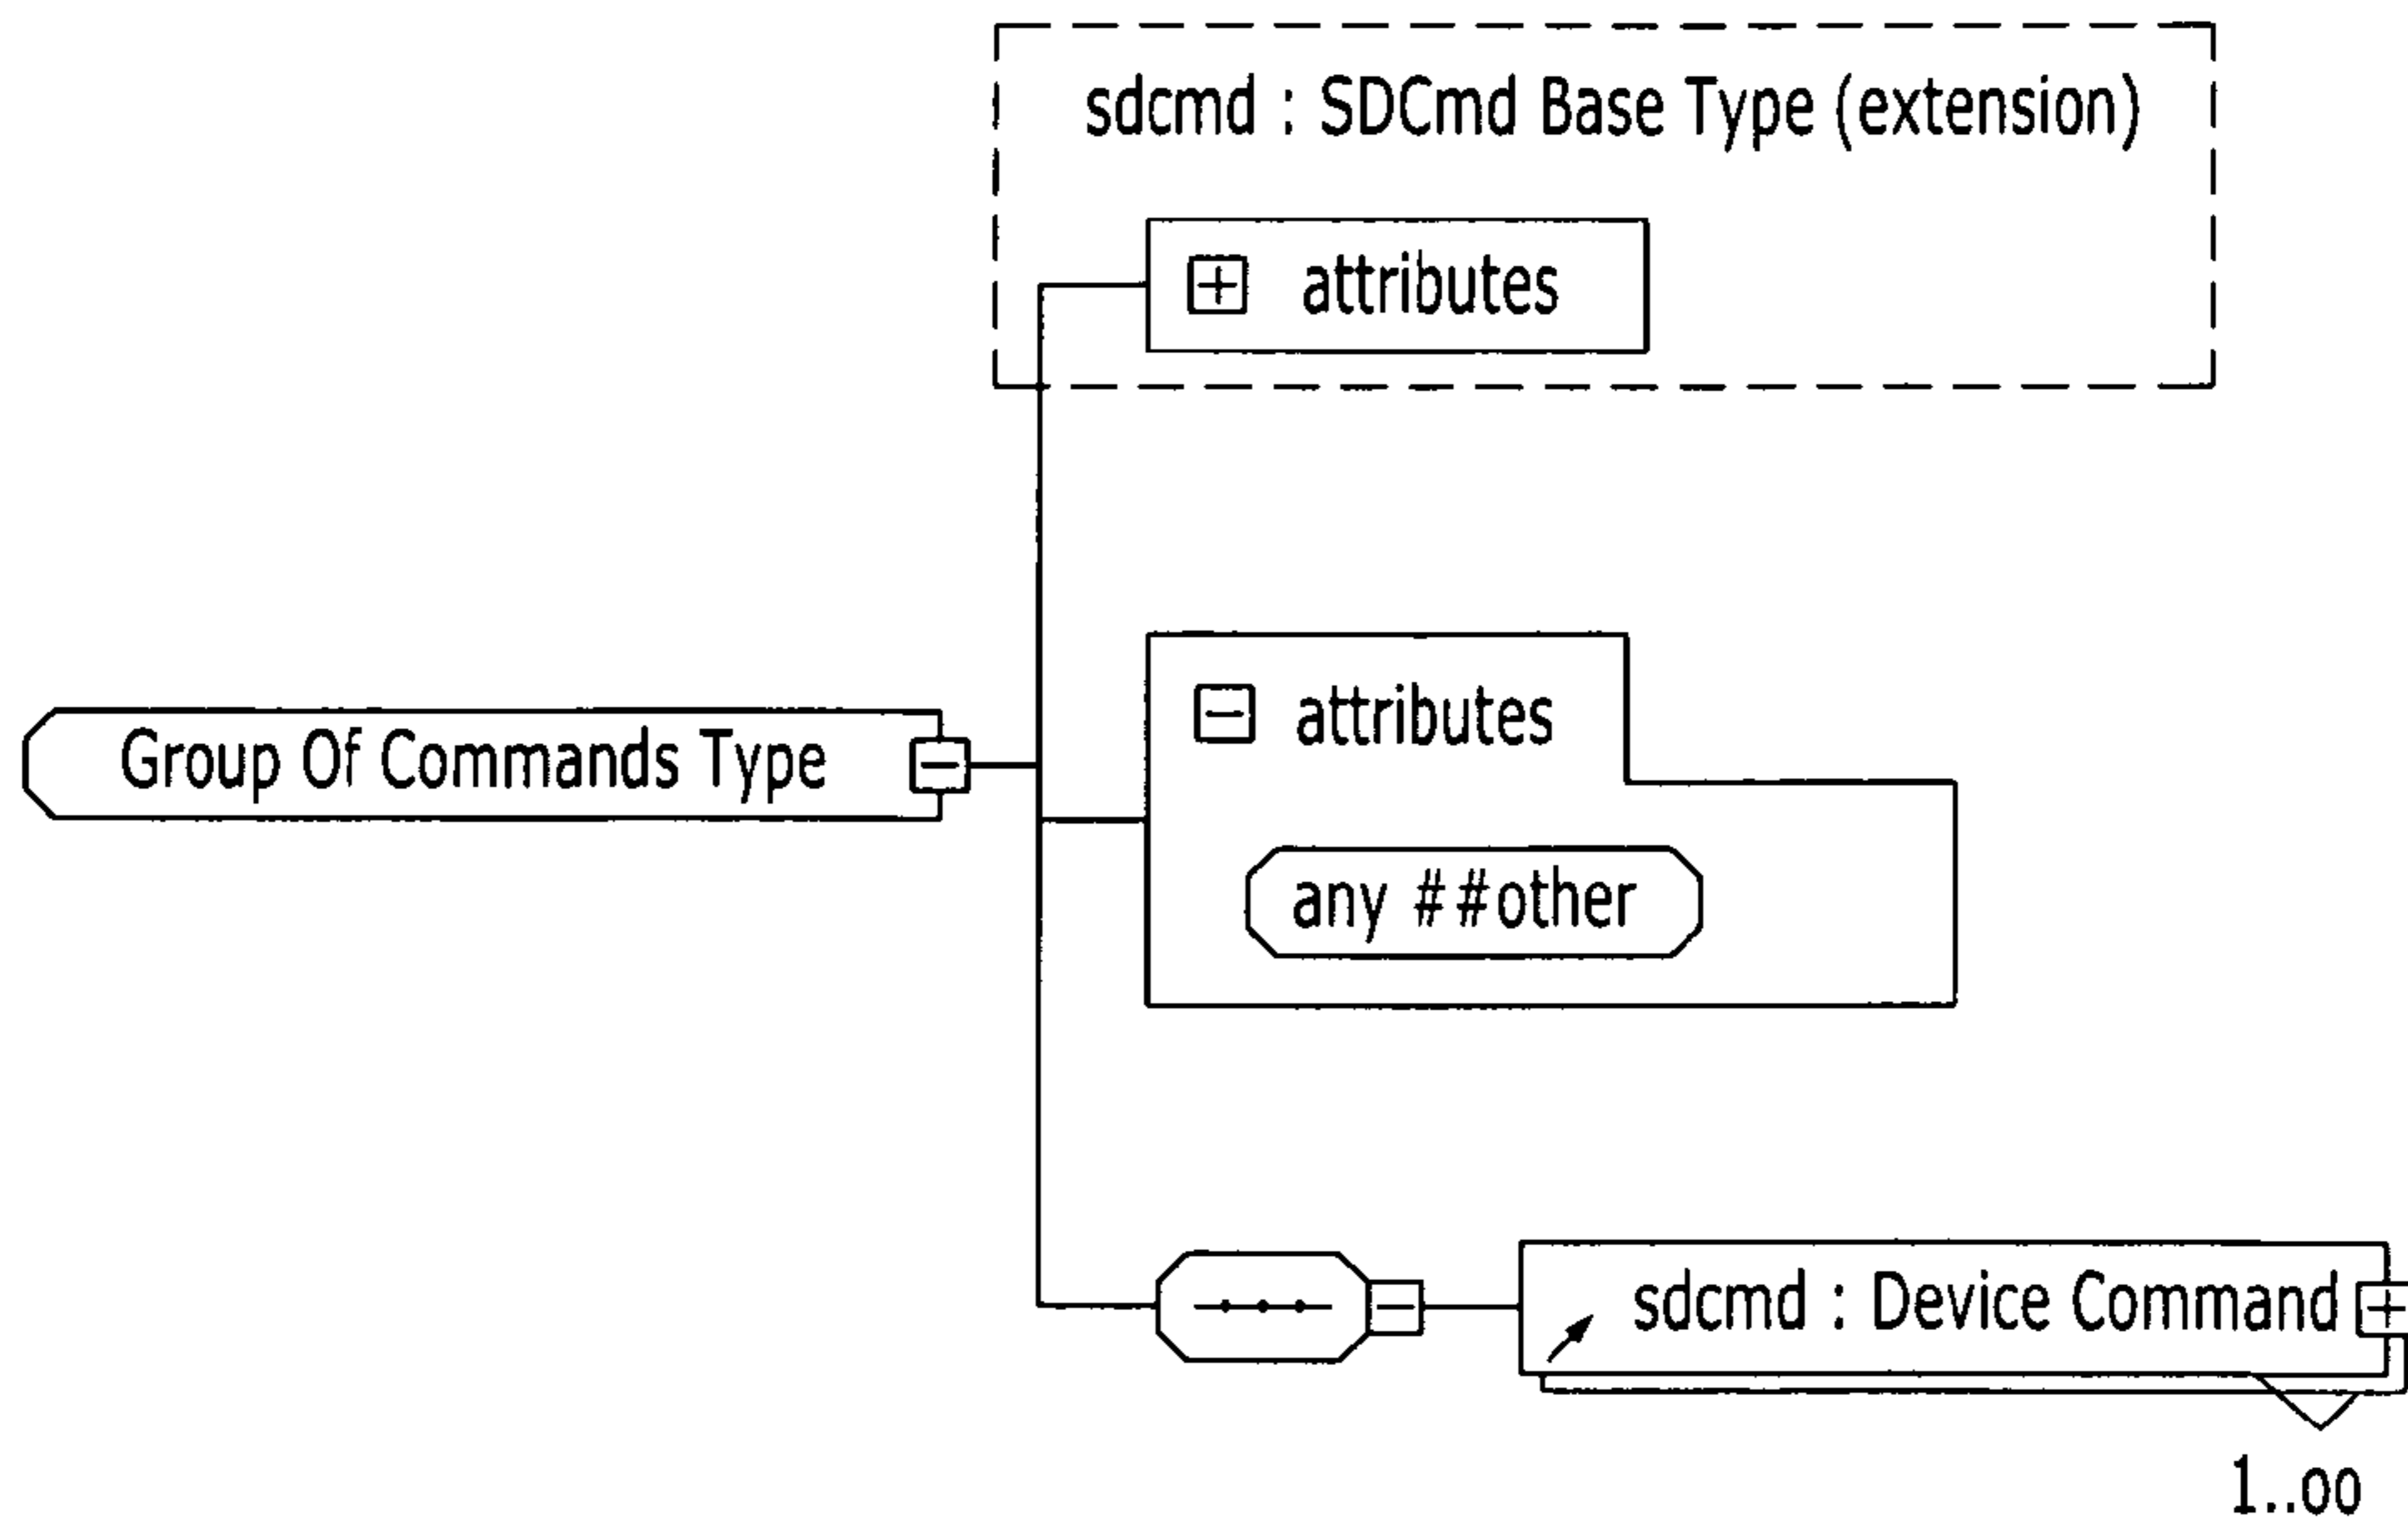 sdcmd : SDCmd Base Type (extension)
attributes
attributes
Group Of Commands Type
any ##other
sdcmd : Device Command
1..oo